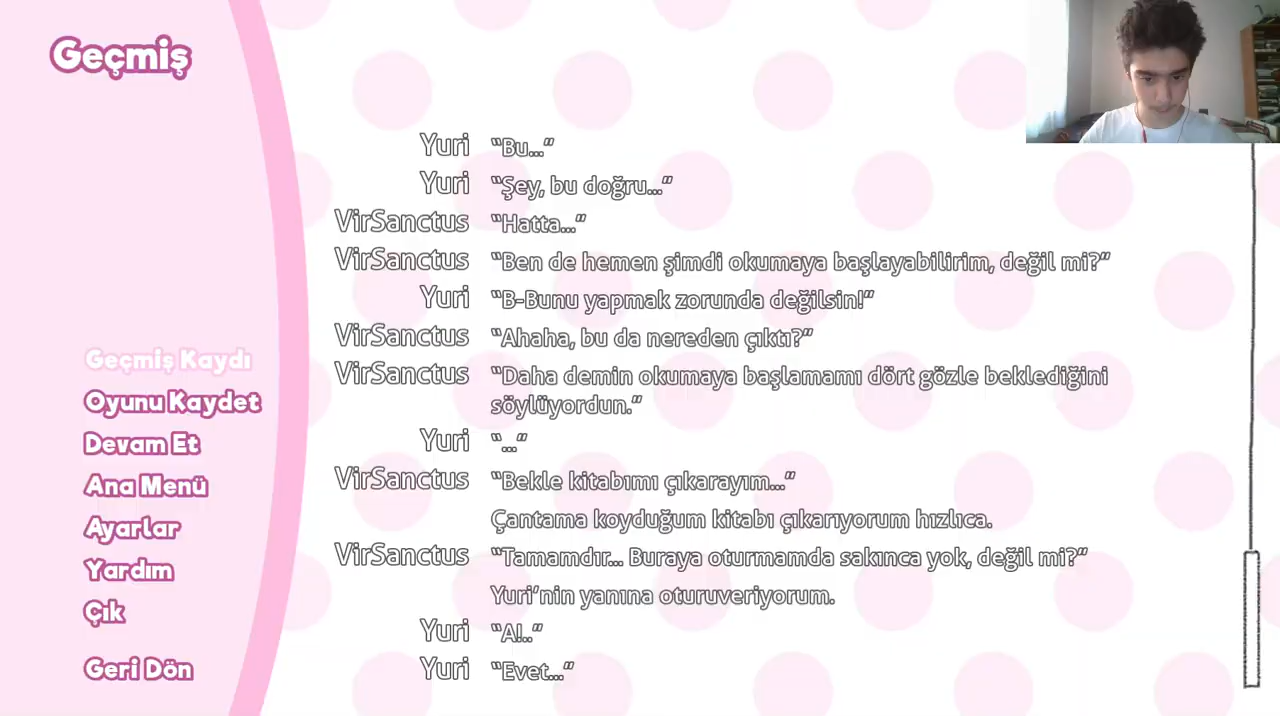 Geçmiş
Yuri "Bu..."
Yuri "Şey, bu doğru..."
VirSanctus "Hatta..."
VirSanctus "Ben de hemen şimdi okumaya başlayabilirim, değil mi?"
Yuri "B-Bunu yapmak zorunda değilsin!"
VirSanctus "Ahaha, bu da nereden çıktı?"
VirSanctus "Daha demin okumaya başlamamı dört gözle beklediğini
söylüyordun."
Yuri "..."
VirSanctus "Bekle kitabımı çıkarayım..."
Çantama koyduğum kitabı çıkarıyorum hızlıca.
VirSanctus "Tamamdır... Buraya oturmamda sakınca yok, değil mi?"
Yuri'nin yanına oturuveriyorum.
Yuri "A!.."
Yuri "Evet..."
Geçmiş Kaydı
Oyunu Kaydet
Devam Et
Ana Menü
Ayarlar
Yardım
Çık
Geri Dön